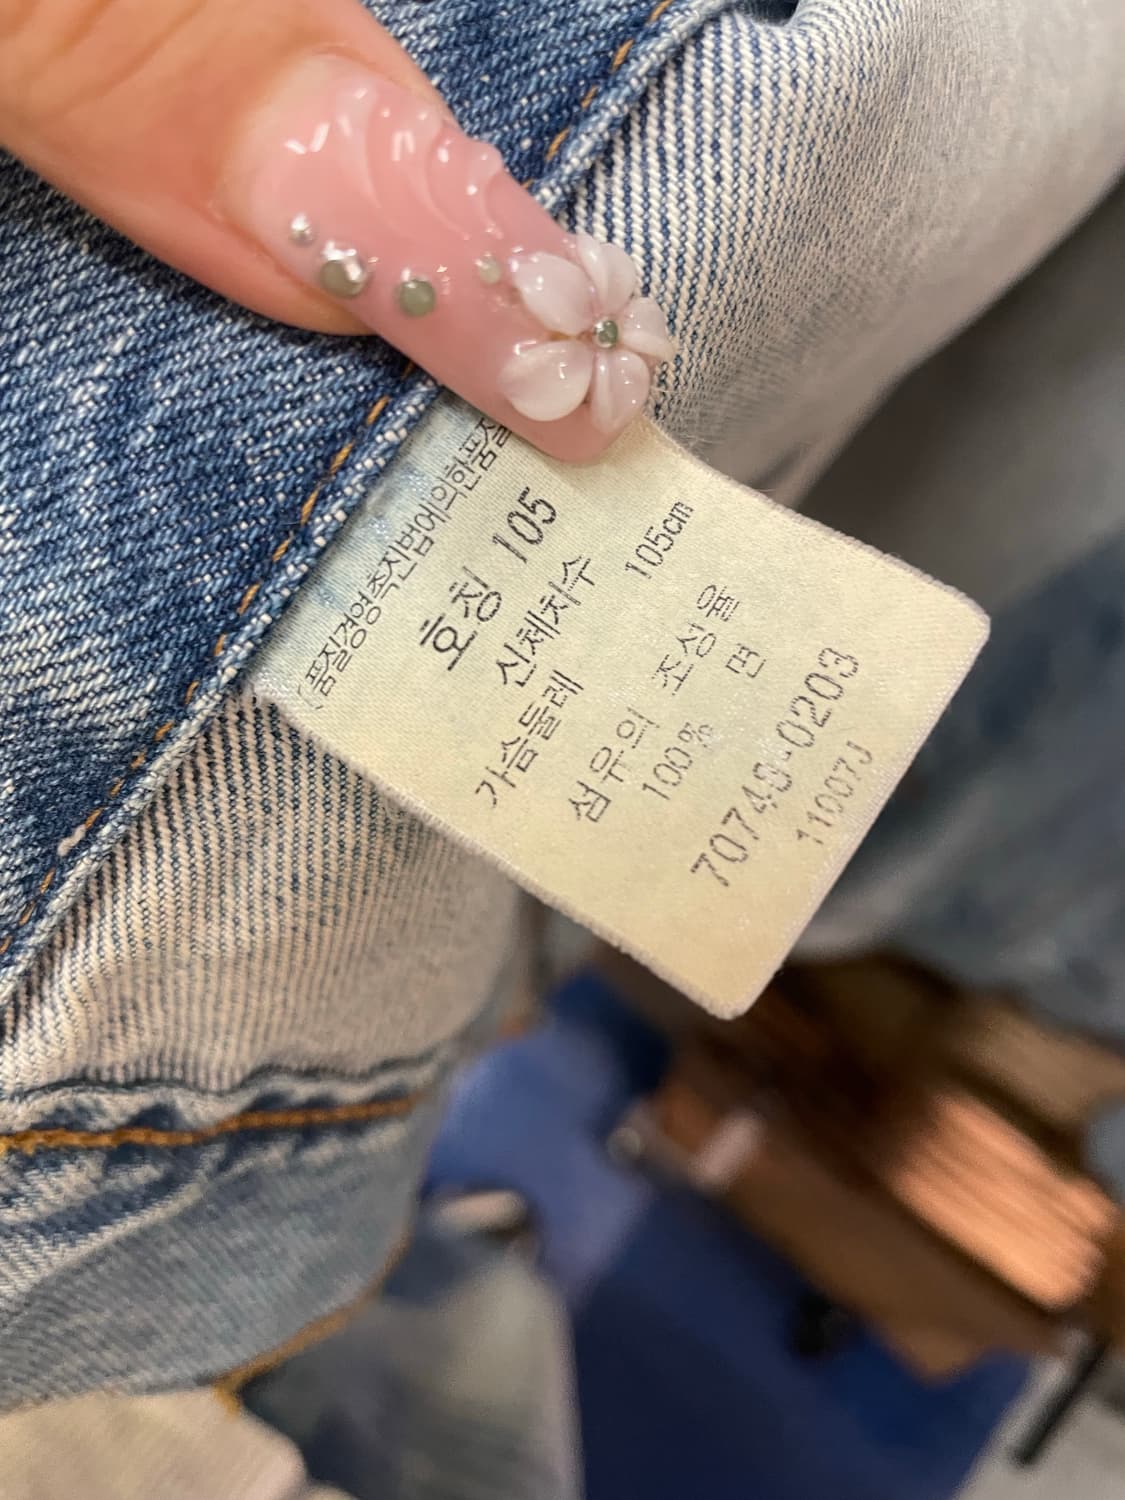 (품질경영촉진법에의한품질
호칭 105
신체치수
가슴둘레 105cm
섬유의 조성율
100% 면
70748-0203
11007J